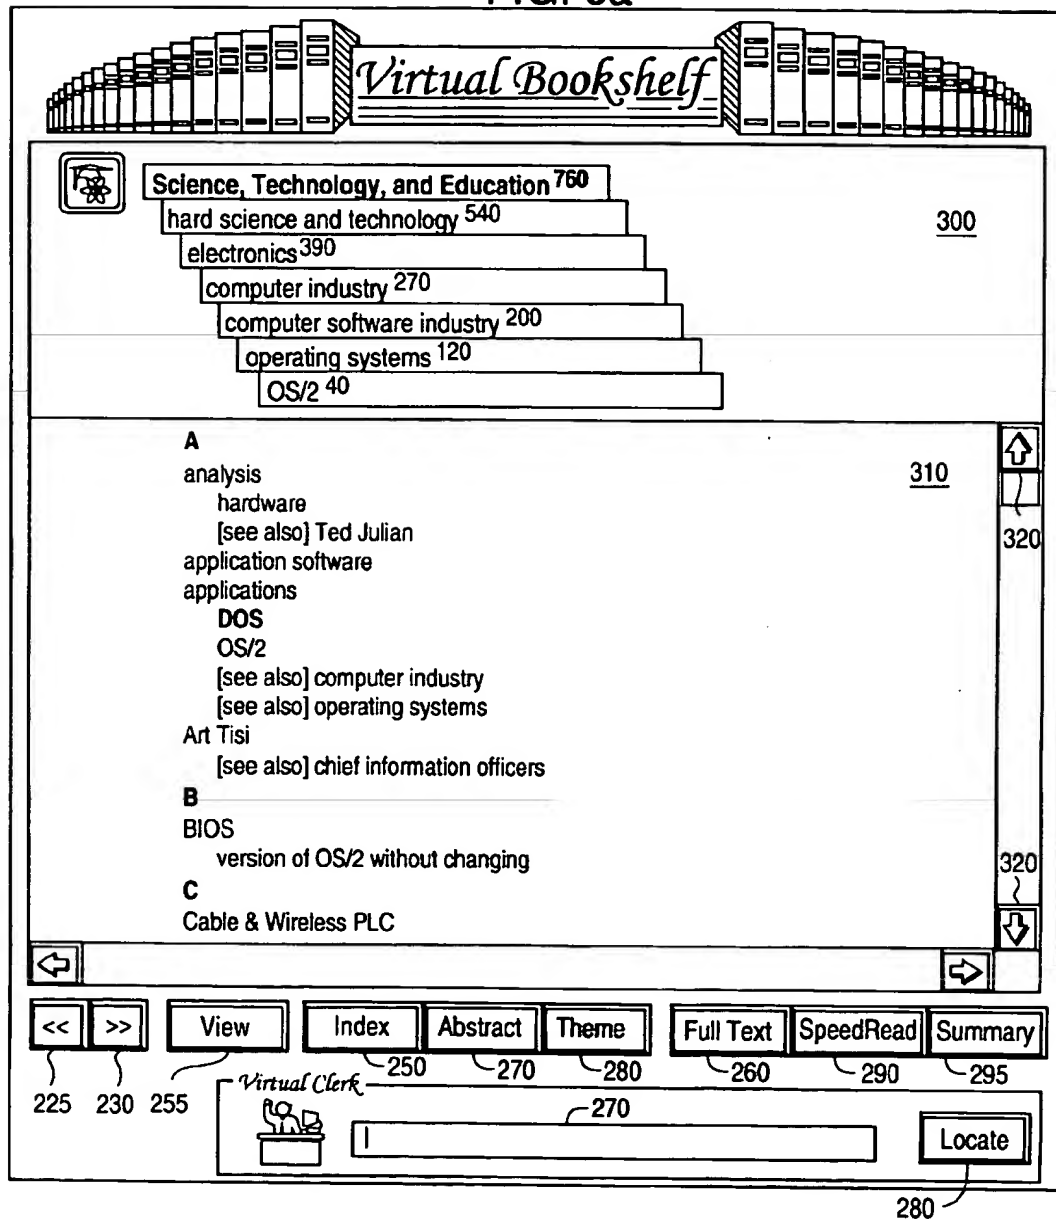 Virtual Bookshelf
Science, Technology, and Education 760
hard science and technology 540
300
electronics 390
computer industry 270
computer software industry 200
operating systems 120
OS/2 40
A
analysis
310
hardware
[see also] Ted Julian
320
application software
applications
DOS
OS/2
[see also] computer industry
[see also] operating systems
Art Tisi
[see also] chief information officers
B
BIOS
version of OS/2 without changing
320
C
Cable & Wireless PLC
<< >> View Index Abstract Theme Full Text SpeedRead Summary
225 230 255 250 270 280 260 290 295
Virtual Clerk
270
Locate
280